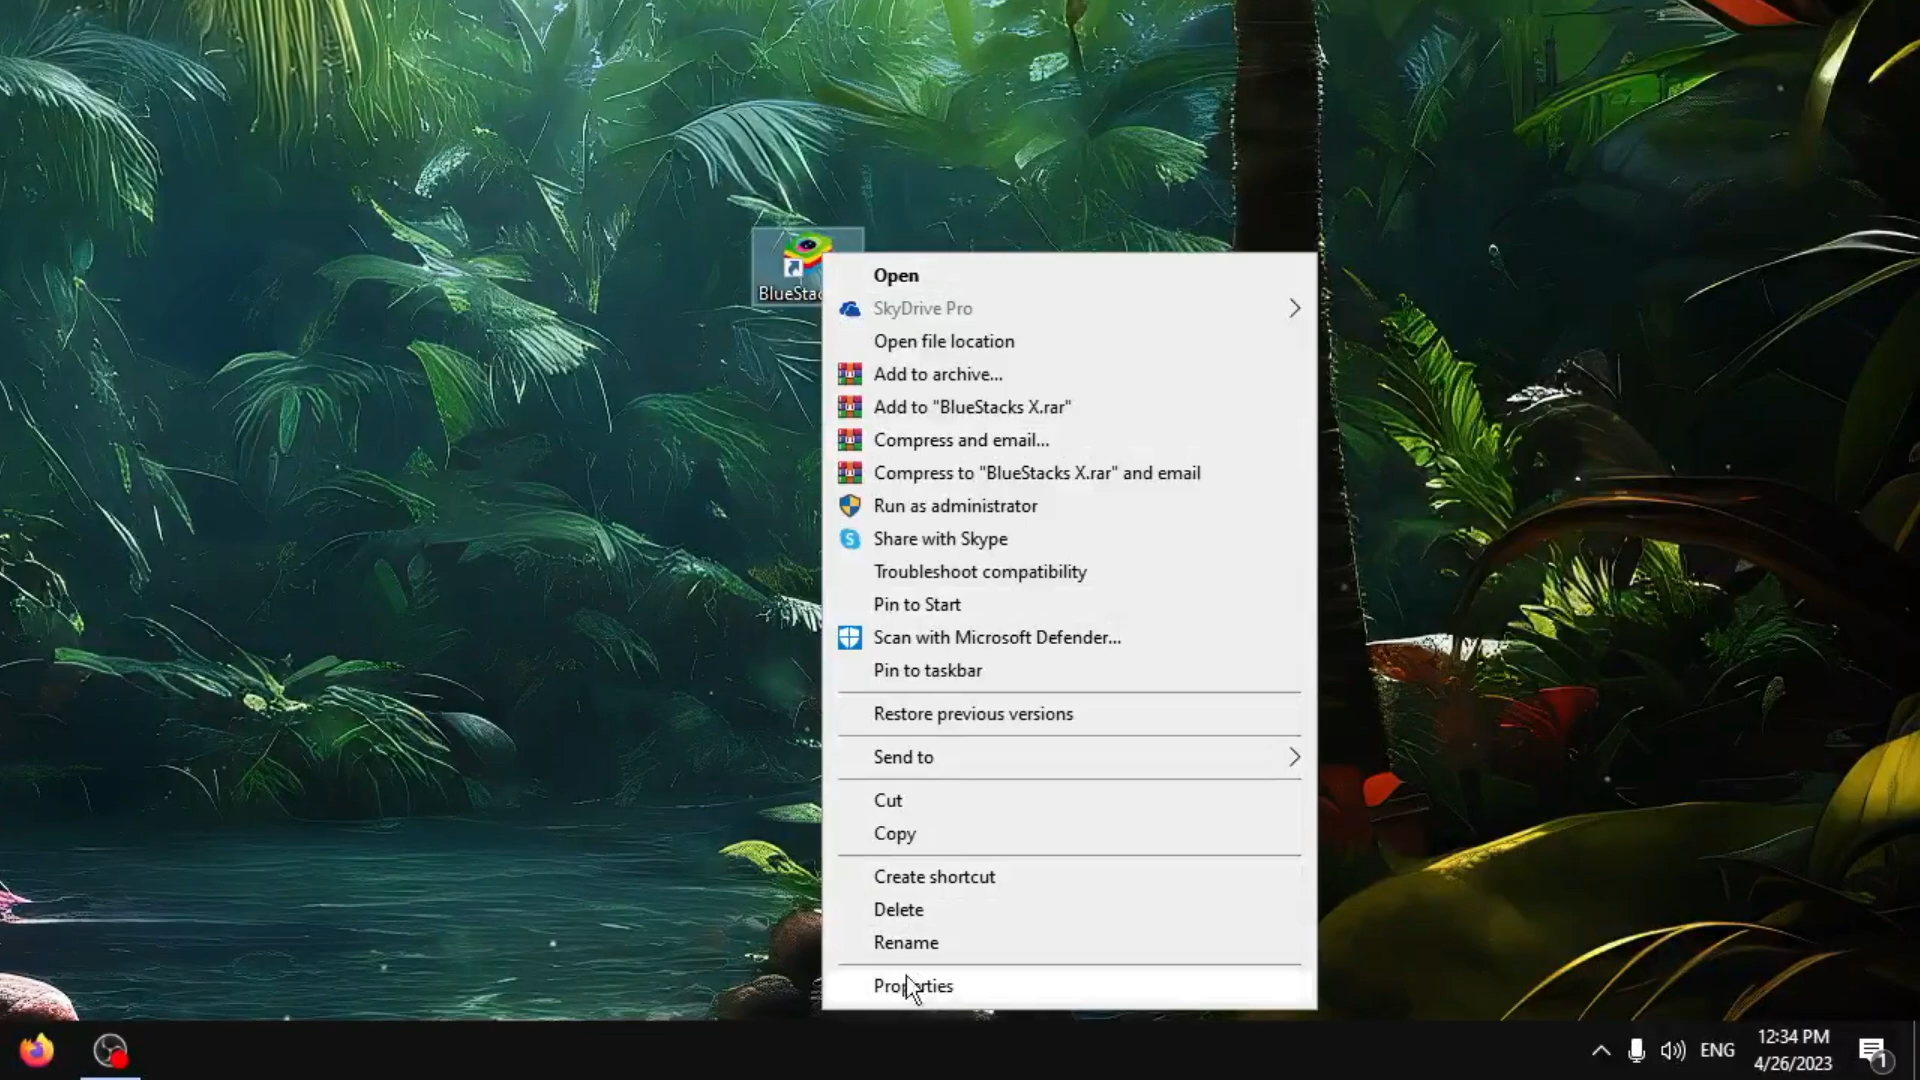 BlueStac
Open
SkyDrive Pro
Open file location
Add to archive...
Add to "BlueStacks X.rar"
Compress and email...
Compress to "BlueStacks X.rar" and email
Run as administrator
Share with Skype
Troubleshoot compatibility
Pin to Start
Scan with Microsoft Defender...
Pin to taskbar
Restore previous versions
Send to
Cut
Copy
Create shortcut
Delete
Rename
Properties
ENG
12:34 PM
4/26/2023
1